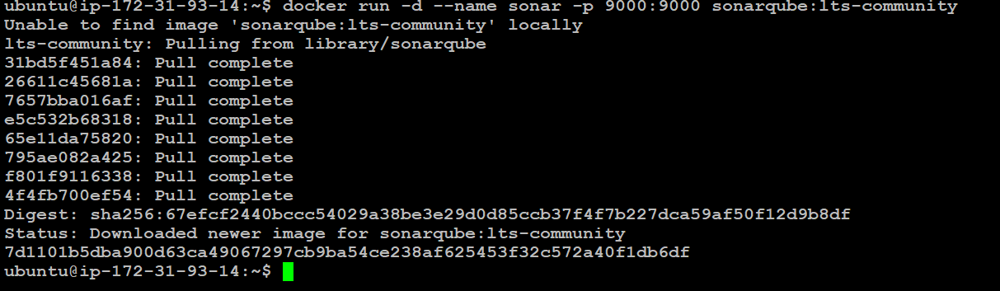 ubuntu@ip-172-31-93-14:~$ docker run -d --name sonar -p 9000:9000 sonarqube:lts-community
Unable to find image 'sonarqube:lts-community' locally
lts-community: Pulling from library/sonarqube
31bd5f451a84: Pull complete
26611c45681a: Pull complete
7657bba016af: Pull complete
e5c532b68318: Pull complete
65e11da75820: Pull complete
795ae082a425: Pull complete
f801f9116338: Pull complete
4f4fb700ef54: Pull complete
Digest: sha256:67efcf2440bccc54029a38be3e29d0d85ccb37f4f7b227dca59af50f12d9b8df
Status: Downloaded newer image for sonarqube:lts-community
7d1101b5dba900d63ca49067297cb9ba54ce238af625453f32c572a40f1db6df
ubuntu@ip-172-31-93-14:~$